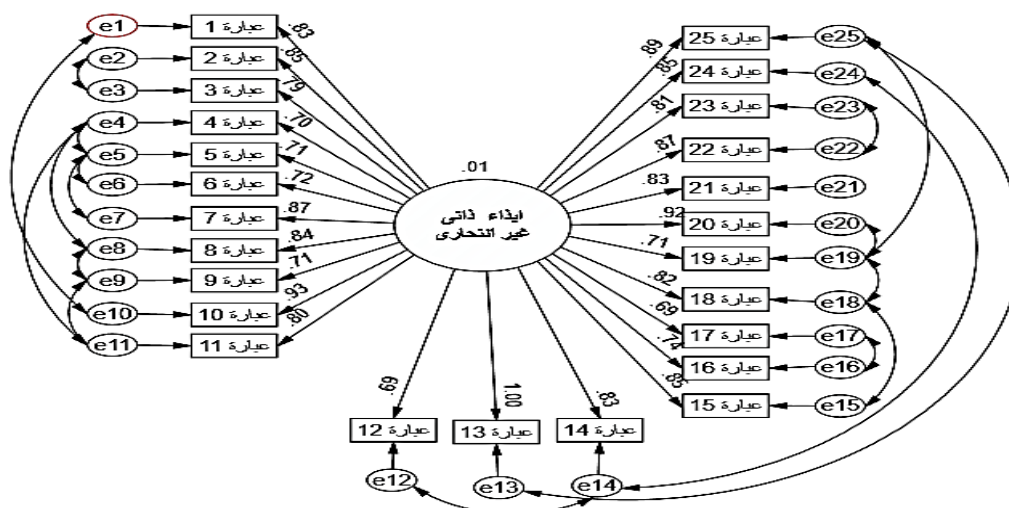 e1 عبارة 1 .83
e2 عبارة 2 .85
e3 عبارة 3 .79
e4 عبارة 4 .70
e5 عبارة 5 .71
e6 عبارة 6 .72
e7 عبارة 7 .87
e8 عبارة 8 .84
e9 عبارة 9 .71
e10 عبارة 10 .93
e11 عبارة 11 .80
.01
ايذاء ذاتى
غير انتحارى
.89 عبارة 25 e25
.85 عبارة 24 e24
.81 عبارة 23 e23
.87 عبارة 22 e22
.83 عبارة 21 e21
.92 عبارة 20 e20
.71 عبارة 19 e19
.82 عبارة 18 e18
.69 عبارة 17 e17
.74 عبارة 16 e16
.85 عبارة 15 e15
.69 1.00 .83
عبارة 12 عبارة 13 عبارة 14
e12 e13 e14